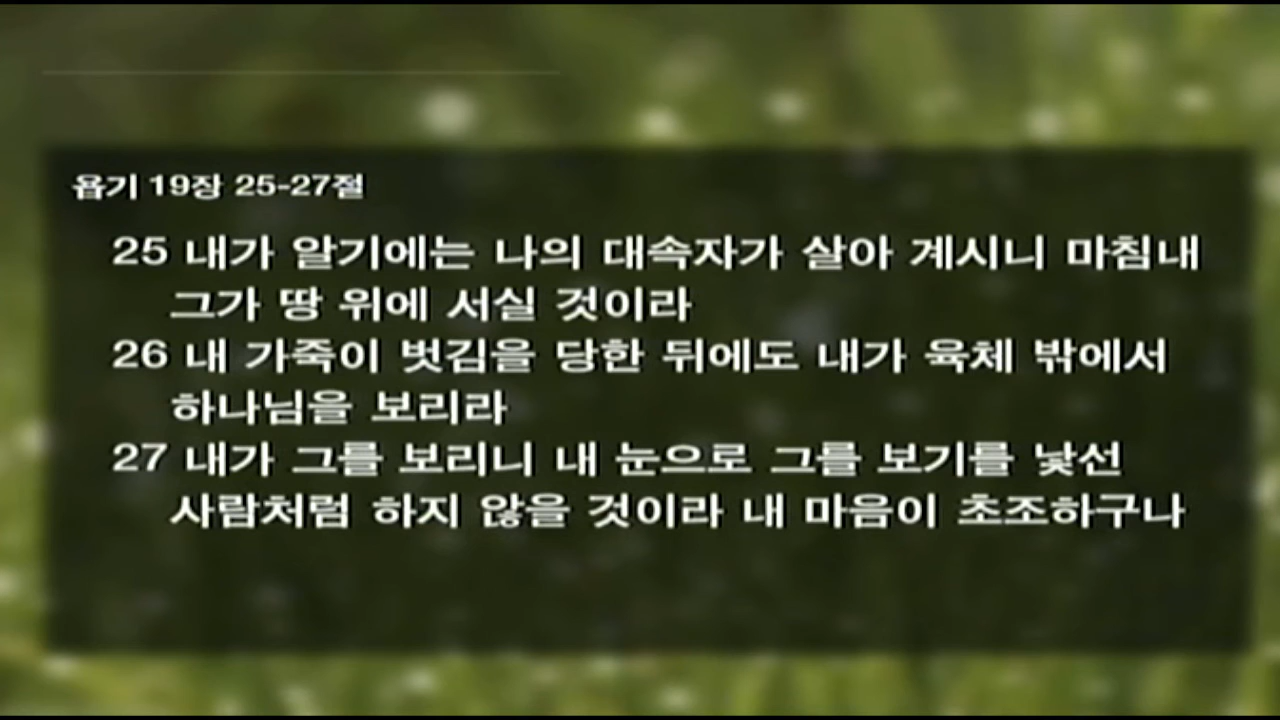 욥기 19장 25-27절
25 내가 알기에는 나의 대속자가 살아 계시니 마침내
그가 땅 위에 서실 것이라
26 내 가죽이 벗김을 당한 뒤에도 내가 육체 밖에서
하나님을 보리라
27 내가 그를 보리니 내 눈으로 그를 보기를 낯선
사람처럼 하지 않을 것이라 내 마음이 초조하구나